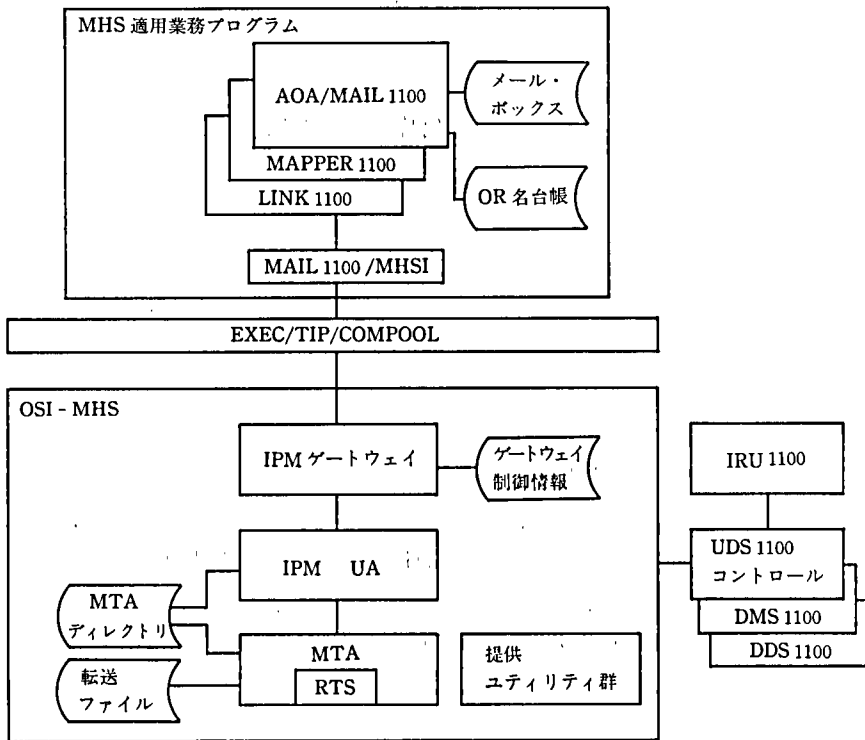 MHS 適用業務プログラム
AOA/MAIL 1100
メール・
ボックス
MAPPER 1100
OR 名台帳
LINK 1100
MAIL 1100 /MHSI
EXEC/TIP/COMPOOL
OSI - MHS
IPM ゲートウェイ
ゲートウェイ
制御情報
IRU 1100
IPM UA
UDS 1100
コントロール
DMS 1100
DDS 1100
MTA
ディレクトリ
MTA
RTS
転送
ファイル
提供
ユティリティ群